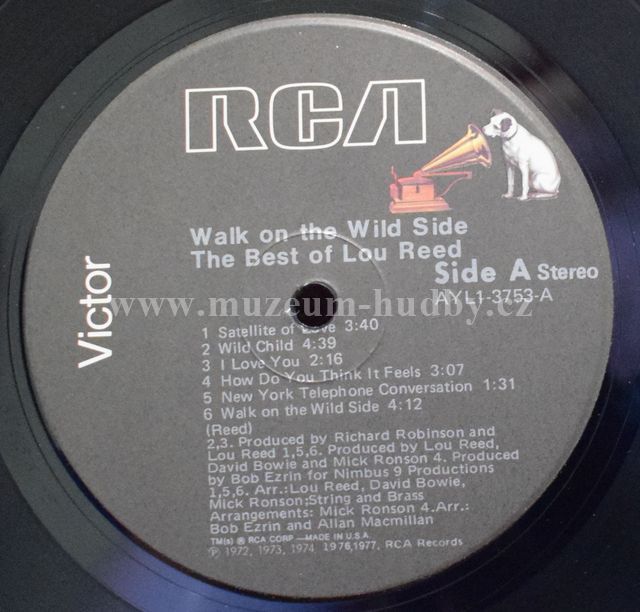 RCA
Victor
Walk on the Wild Side
The Best of Lou Reed
Side A Stereo
AYL1-3753-A
www.muzeum-hudby.cz
1 Satellite of Love 3:40
2 Wild Child 4:39
3 I Love You 2:16
4 How Do You Think It Feels 3:07
5 New York Telephone Conversation 1:31
6 Walk on the Wild Side 4:12
(Reed)
2,3. Produced by Richard Robinson and
Lou Reed 1,5,6. Produced by Lou Reed,
David Bowie and Mick Ronson 4. Produced
by Bob Ezrin for Nimbus 9 Productions
1,5,6. Arr.:Lou Reed, David Bowie,
Mick Ronson:String and Brass
Arrangements: Mick Ronson 4.Arr.:
Bob Ezrin and Allan Macmillan
TM(s) ® RCA CORP.—MADE IN U.S.A.
℗ 1972, 1973, 1974 1976,1977, RCA Records